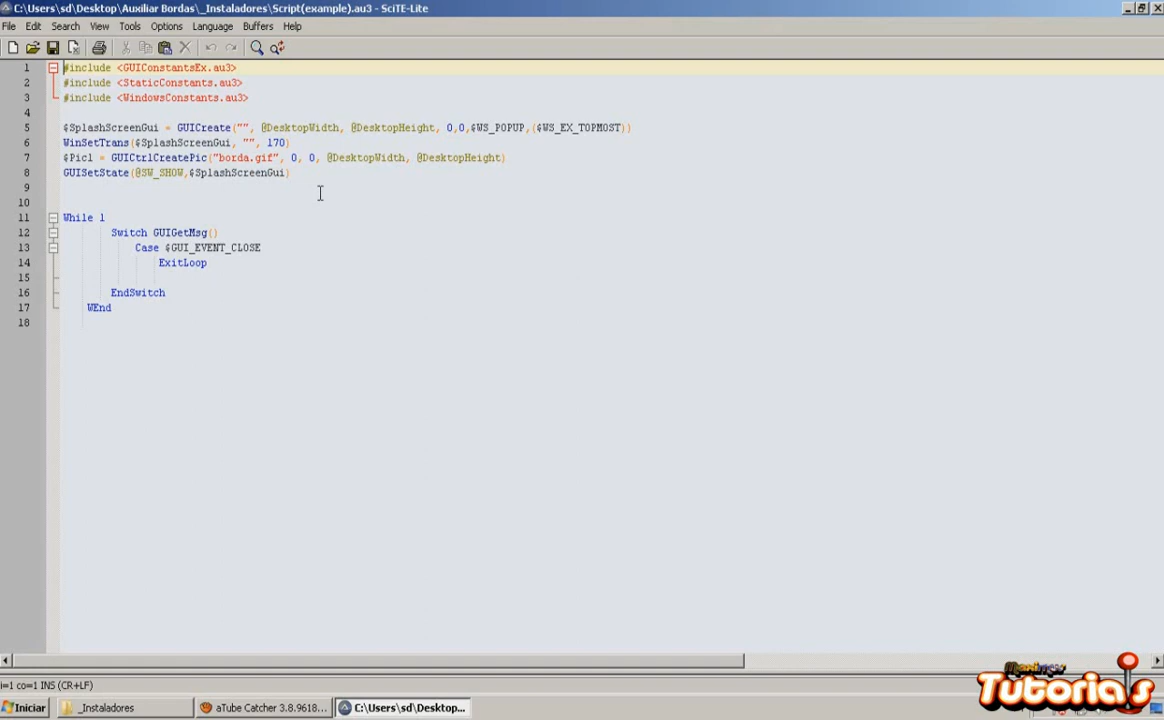 C:\Users\sd\Desktop\Auxiliar Bordas\_Instaladores\Script(example).au3 - SciTE-Lite
File Edit Search View Tools Options Language Buffers Help
1 #include <GUIConstantsEx.au3>
2 #include <StaticConstants.au3>
3 #include <WindowsConstants.au3>
4
5 $SplashScreenGui = GUICreate("", @DesktopWidth, @DesktopHeight, 0,0,$WS_POPUP,($WS_EX_TOPMOST))
6 WinSetTrans($SplashScreenGui, "", 170)
7 $Pic1 = GUICtrlCreatePic("borda.gif", 0, 0, @DesktopWidth, @DesktopHeight)
8 GUISetState(@SW_SHOW,$SplashScreenGui)
9
10
11 While 1
12 Switch GUIGetMsg()
13 Case $GUI_EVENT_CLOSE
14 ExitLoop
15
16 EndSwitch
17 WEnd
18
i=1 co=1 INS (CR+LF)
Iniciar _Instaladores aTube Catcher 3.8.9618... C:\Users\sd\Desktop...
Tutoriais